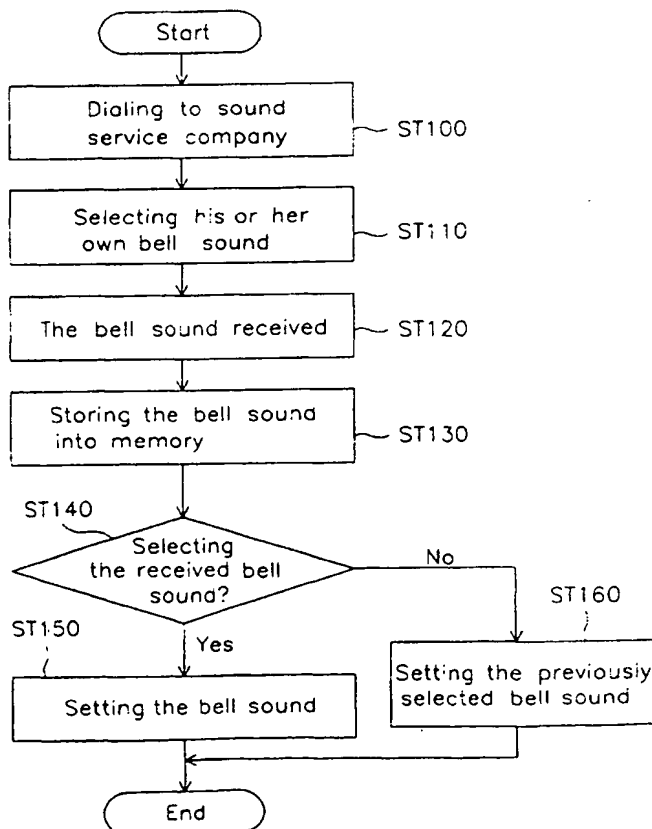 Start
Dialing to sound
service company
ST100
Selecting his or her
own bell sound
ST110
The bell sound received
ST120
Storing the bell sound
into memory
ST130
ST140
Selecting
the received bell
sound?
No
Yes
ST150
Setting the bell sound
ST160
Setting the previously
selected bell sound
End